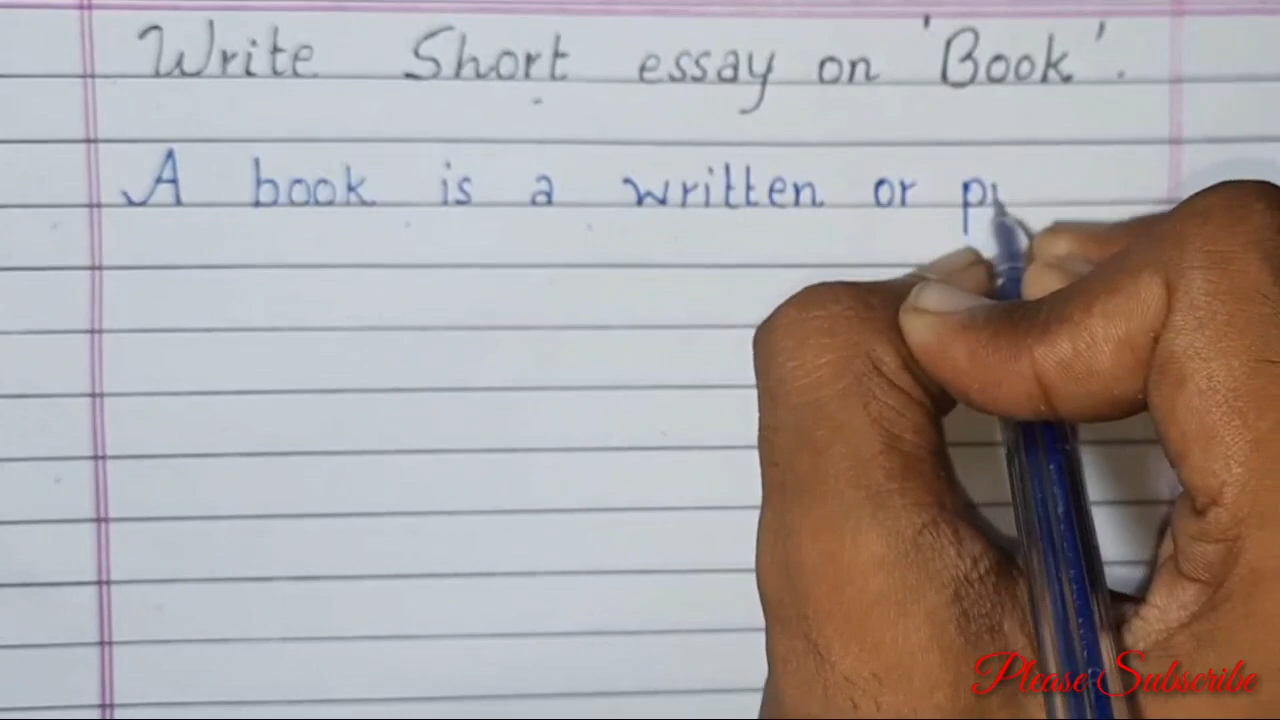 Write Short essay on 'Book'.
A book is a written or
Please Subscribe